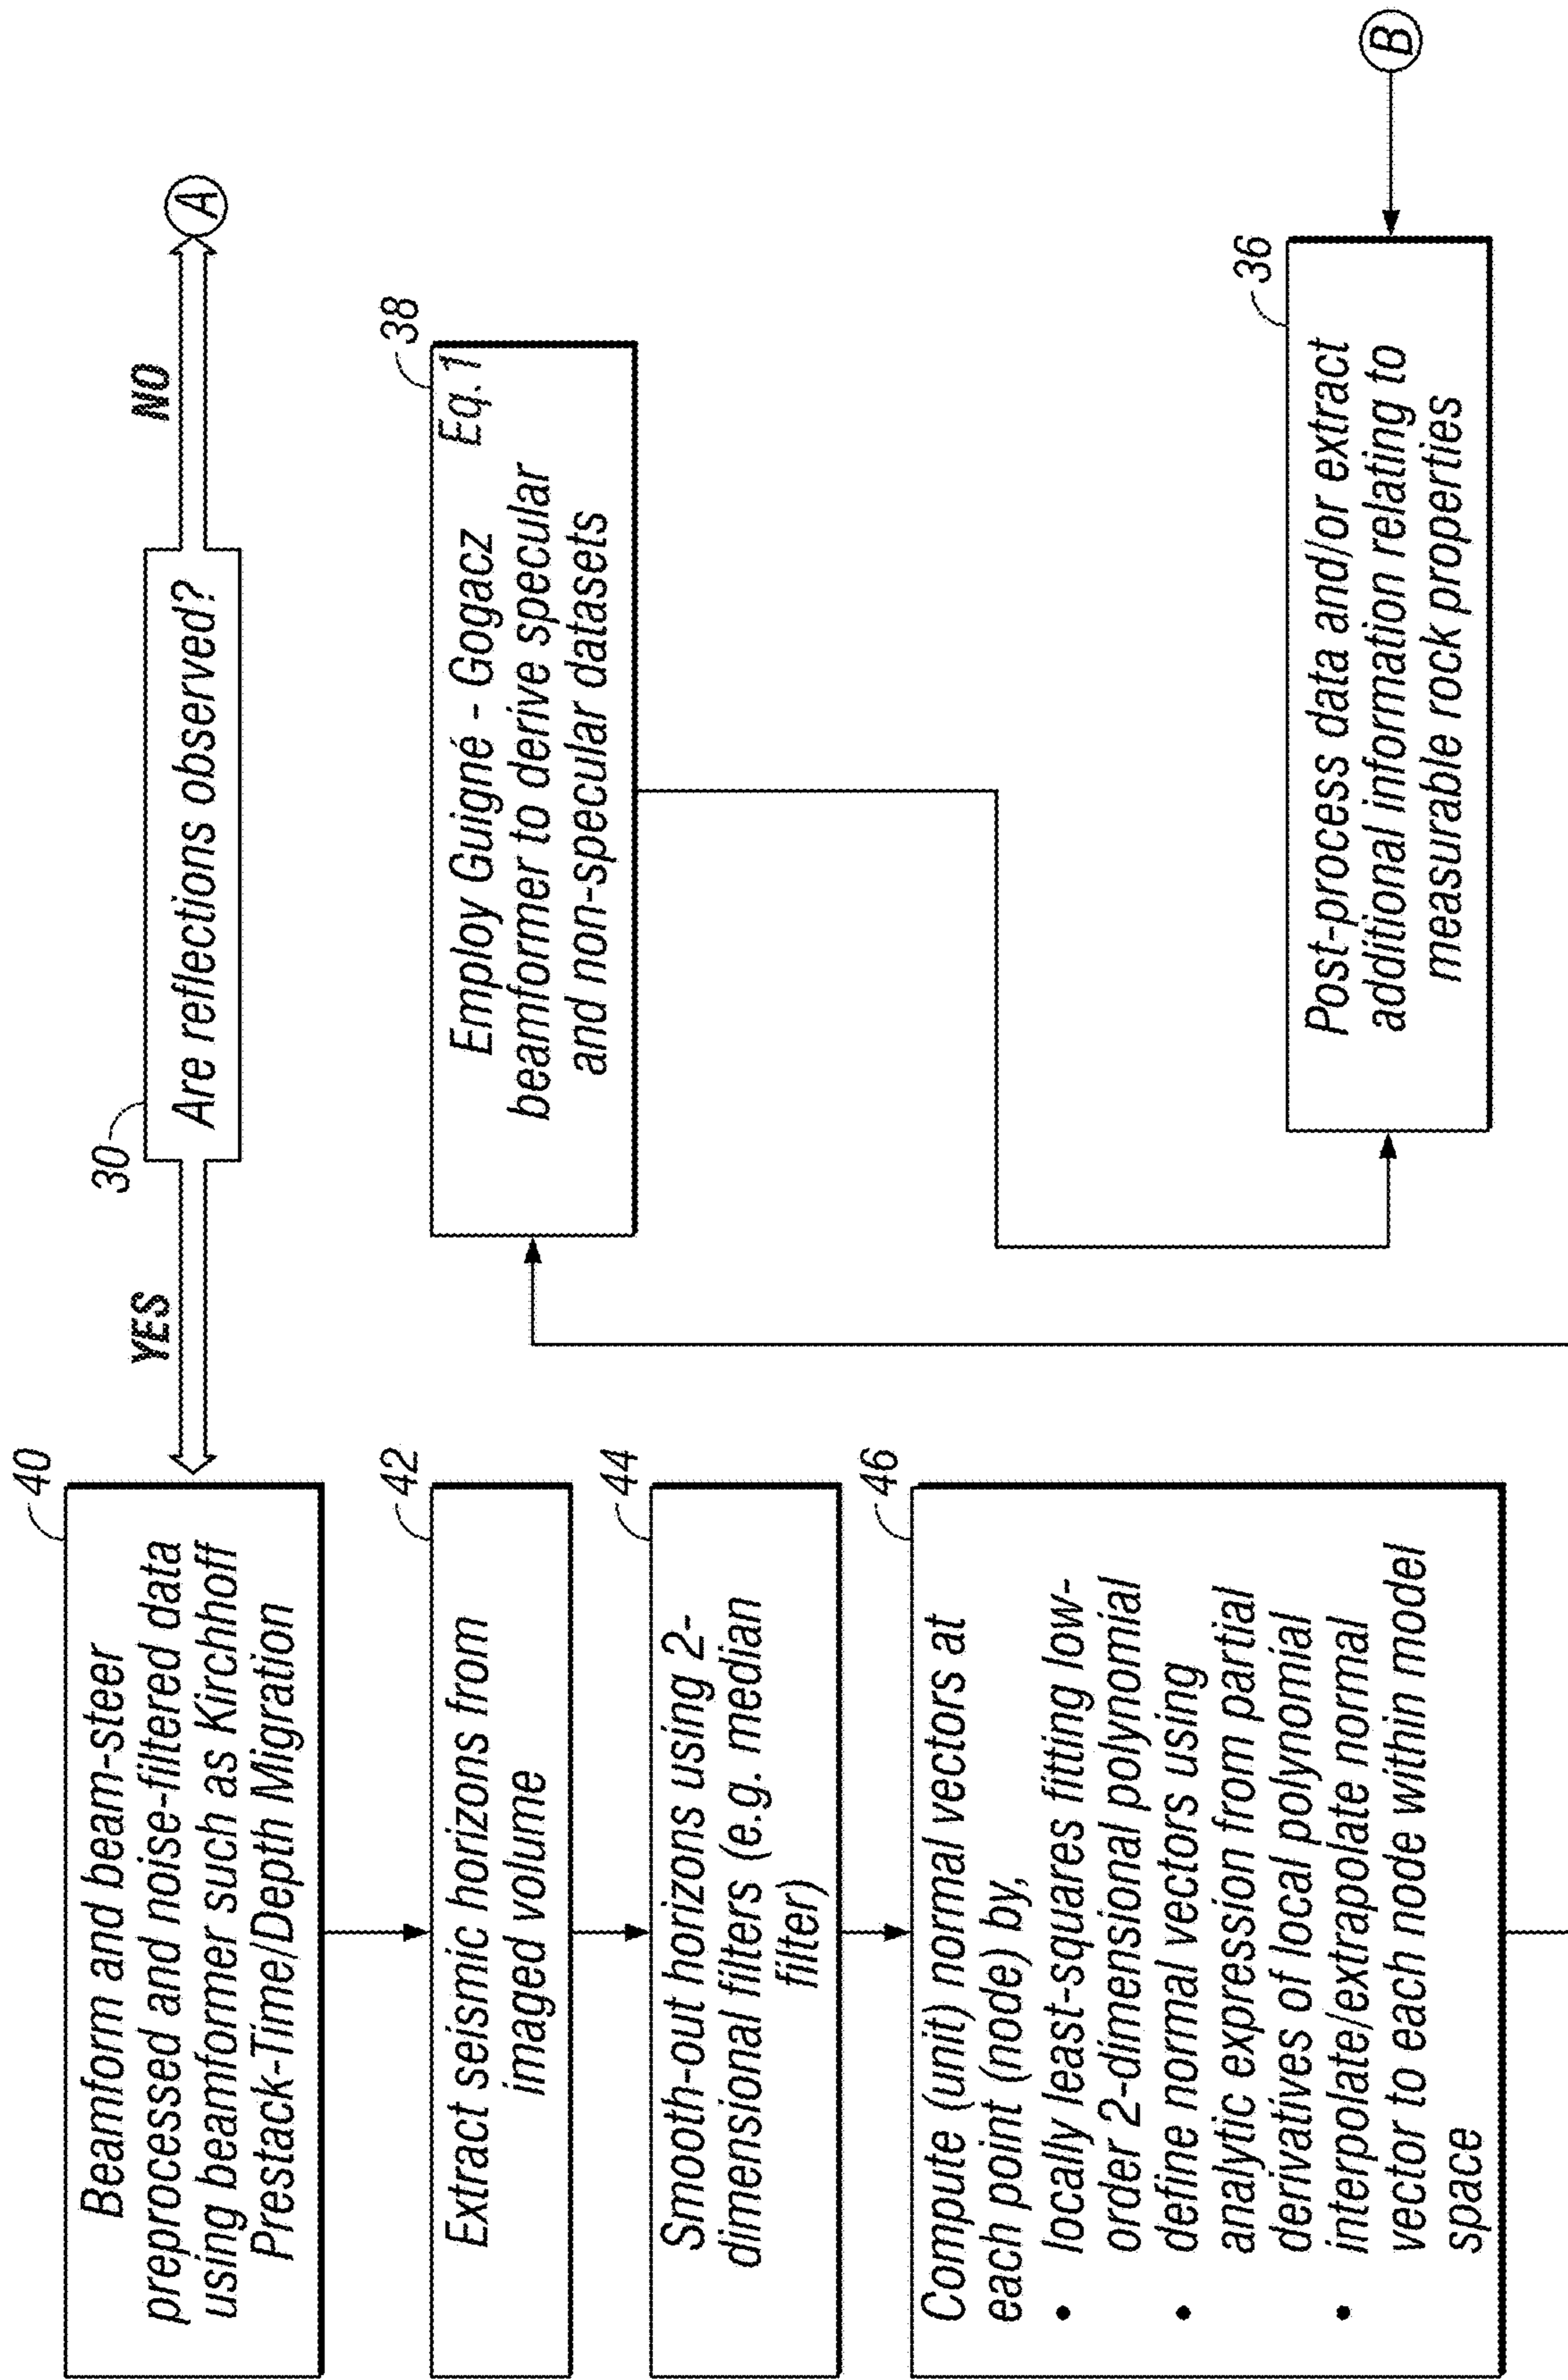 30
Are reflections observed?
YES
NO
A
40
Beamform and beam-steer
preprocessed and noise-filtered data
using beamformer such as Kirchhoff
Prestack-Time/Depth Migration
42
Extract seismic horizons from
imaged volume
44
Smooth-out horizons using 2-
dimensional filters (e.g. median
filter)
46
Compute (unit) normal vectors at
each point (node) by,
• locally least-squares fitting low-
order 2-dimensional polynomial
• define normal vectors using
analytic expression from partial
derivatives of local polynomial
• interpolate/extrapolate normal
vector to each node within model
space
38
Employ Guigné - Gogacz Eq.1
beamformer to derive specular
and non-specular datasets
36
Post-process data and/or extract
additional information relating to
measurable rock properties
B